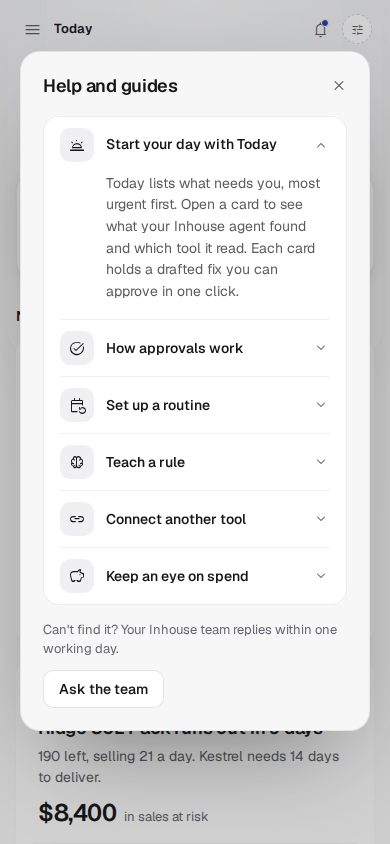 Today
Help and guides
Start your day with Today
Today lists what needs you, most
urgent first. Open a card to see
what your Inhouse agent found
and which tool it read. Each card
holds a drafted fix you can
approve in one click.
How approvals work
Set up a routine
Teach a rule
Connect another tool
Keep an eye on spend
Can't find it? Your Inhouse team replies within one
working day.
Ask the team
190 left, selling 21 a day. Kestrel needs 14 days
to deliver.
$8,400 in sales at risk